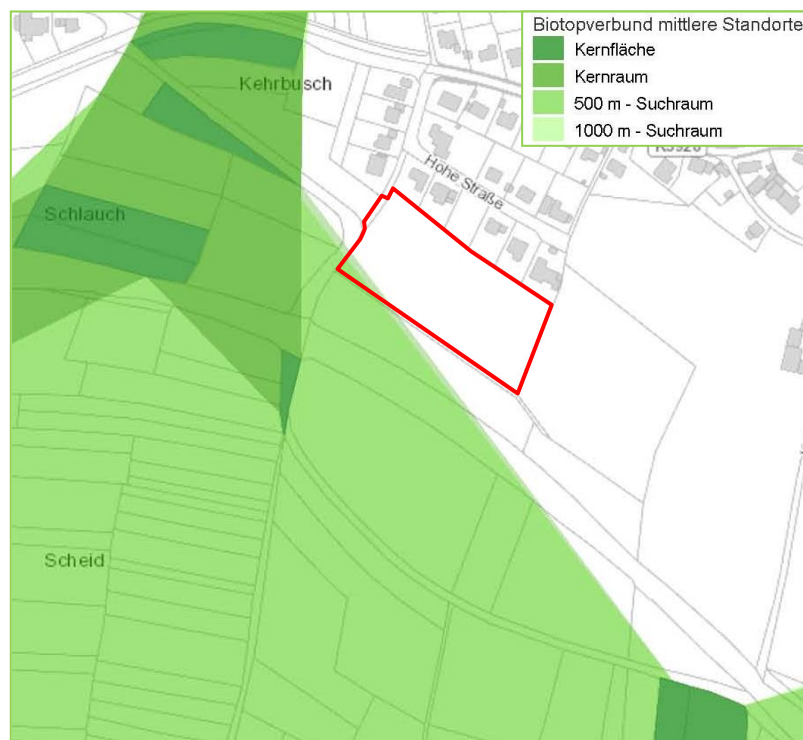 Biotopverbund mittlere Standorte
Kernfläche
Kernraum
500 m - Suchraum
1000 m - Suchraum
Kehrbusch
Hohe Straße
Schlauch
Scheid